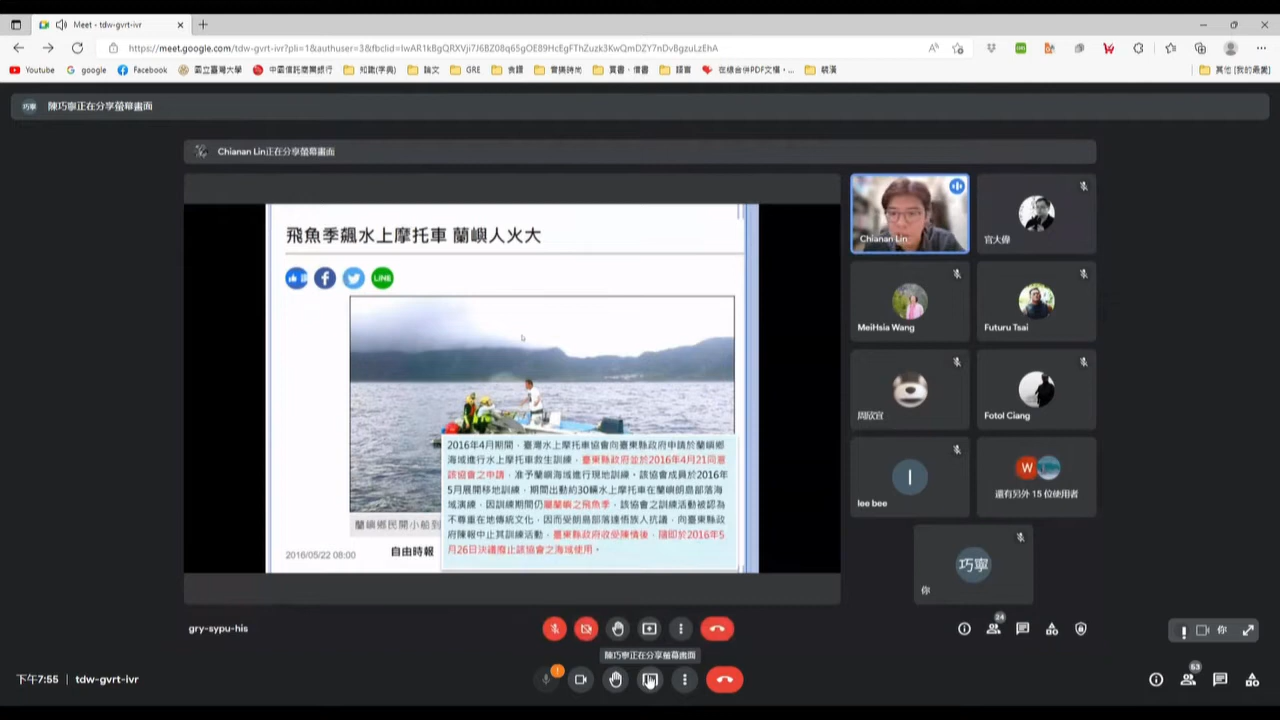 Meet - tdw-gvrt-ivr
https://meet.google.com/tdw-gvrt-ivr?pli=1&authuser=3&fbclid=IwAR1kBgQRXVji7J6BZ08q65gOE89HcEgFThZuzk3KwQmDZY7nDvBgzuLzEhA
Youtube
google
Facebook
國立臺灣大學
中國信託商業銀行
知識(字典)
論文
GRE
食譜
買書、借書
語言
其他 [我的最愛]
巧寧
陳巧寧正在分享螢幕畫面
Chianan Lin正在分享螢幕畫面
飛魚季飆水上摩托車 蘭嶼人火大
LINE
2016年4月期間，臺灣水上摩托車協會向臺東縣政府申請於蘭嶼鄉
海域進行水上摩托車救生訓練，臺東縣政府並於2016年4月21同意
該協會之申請，准予蘭嶼海域進行現地訓練。該協會成員於2016年
5月展開移地訓練，期間出動約30輛水上摩托車在蘭嶼朗島部落海
域演練，因訓練期間仍屬蘭嶼之飛魚季，該協會之訓練活動被認為
不尊重在地傳統文化，因而受朗島部落達悟族人抗議，向臺東縣政
府陳報中止其訓練活動，臺東縣政府收受陳情後，隨即於2016年5
月26日決議廢止該協會之海域使用。
蘭嶼鄉民開小船到
2016/05/22 08:00
自由時報
Chianan Lin
官大偉
MeiHsia Wang
Futuru Tsai
周欣宜
Fotol Ciang
I
lee bee
W
還有另外 15 位使用者
巧寧
你
gry-sypu-his
24
你
陳巧寧正在分享螢幕畫面
下午7:55
tdw-gvrt-ivr
63